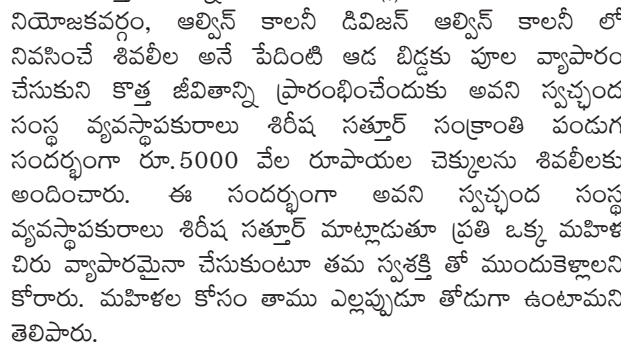 నియోజకవర్గం, ఆల్విన్ కాలనీ డివిజన్ ఆల్విన్ కాలనీ లో
నివసించే శివలీల అనే పేదింటి ఆడ బిడ్డకు పూల వ్యాపారం
చేసుకుని కొత్త జీవితాన్ని ప్రారంభించేందుకు అవని స్వచ్ఛంద
సంస్థ వ్యవస్థాపకురాలు శిరీష సత్తూర్ సంక్రాంతి పండుగ
సందర్భంగా రూ.5000 వేల రూపాయల చెక్కులను శివలీలకు
అందించారు. ఈ సందర్భంగా అవని స్వచ్ఛంద సంస్థ
వ్యవస్థాపకురాలు శిరీష సత్తూర్ మాట్లాడుతూ ప్రతి ఒక్క మహిళ
చిరు వ్యాపారమైనా చేసుకుంటూ తమ స్వశక్తి తో ముందుకెళ్లాలని
కోరారు. మహిళల కోసం తాము ఎల్లప్పుడూ తోడుగా ఉంటామని
తెలిపారు.